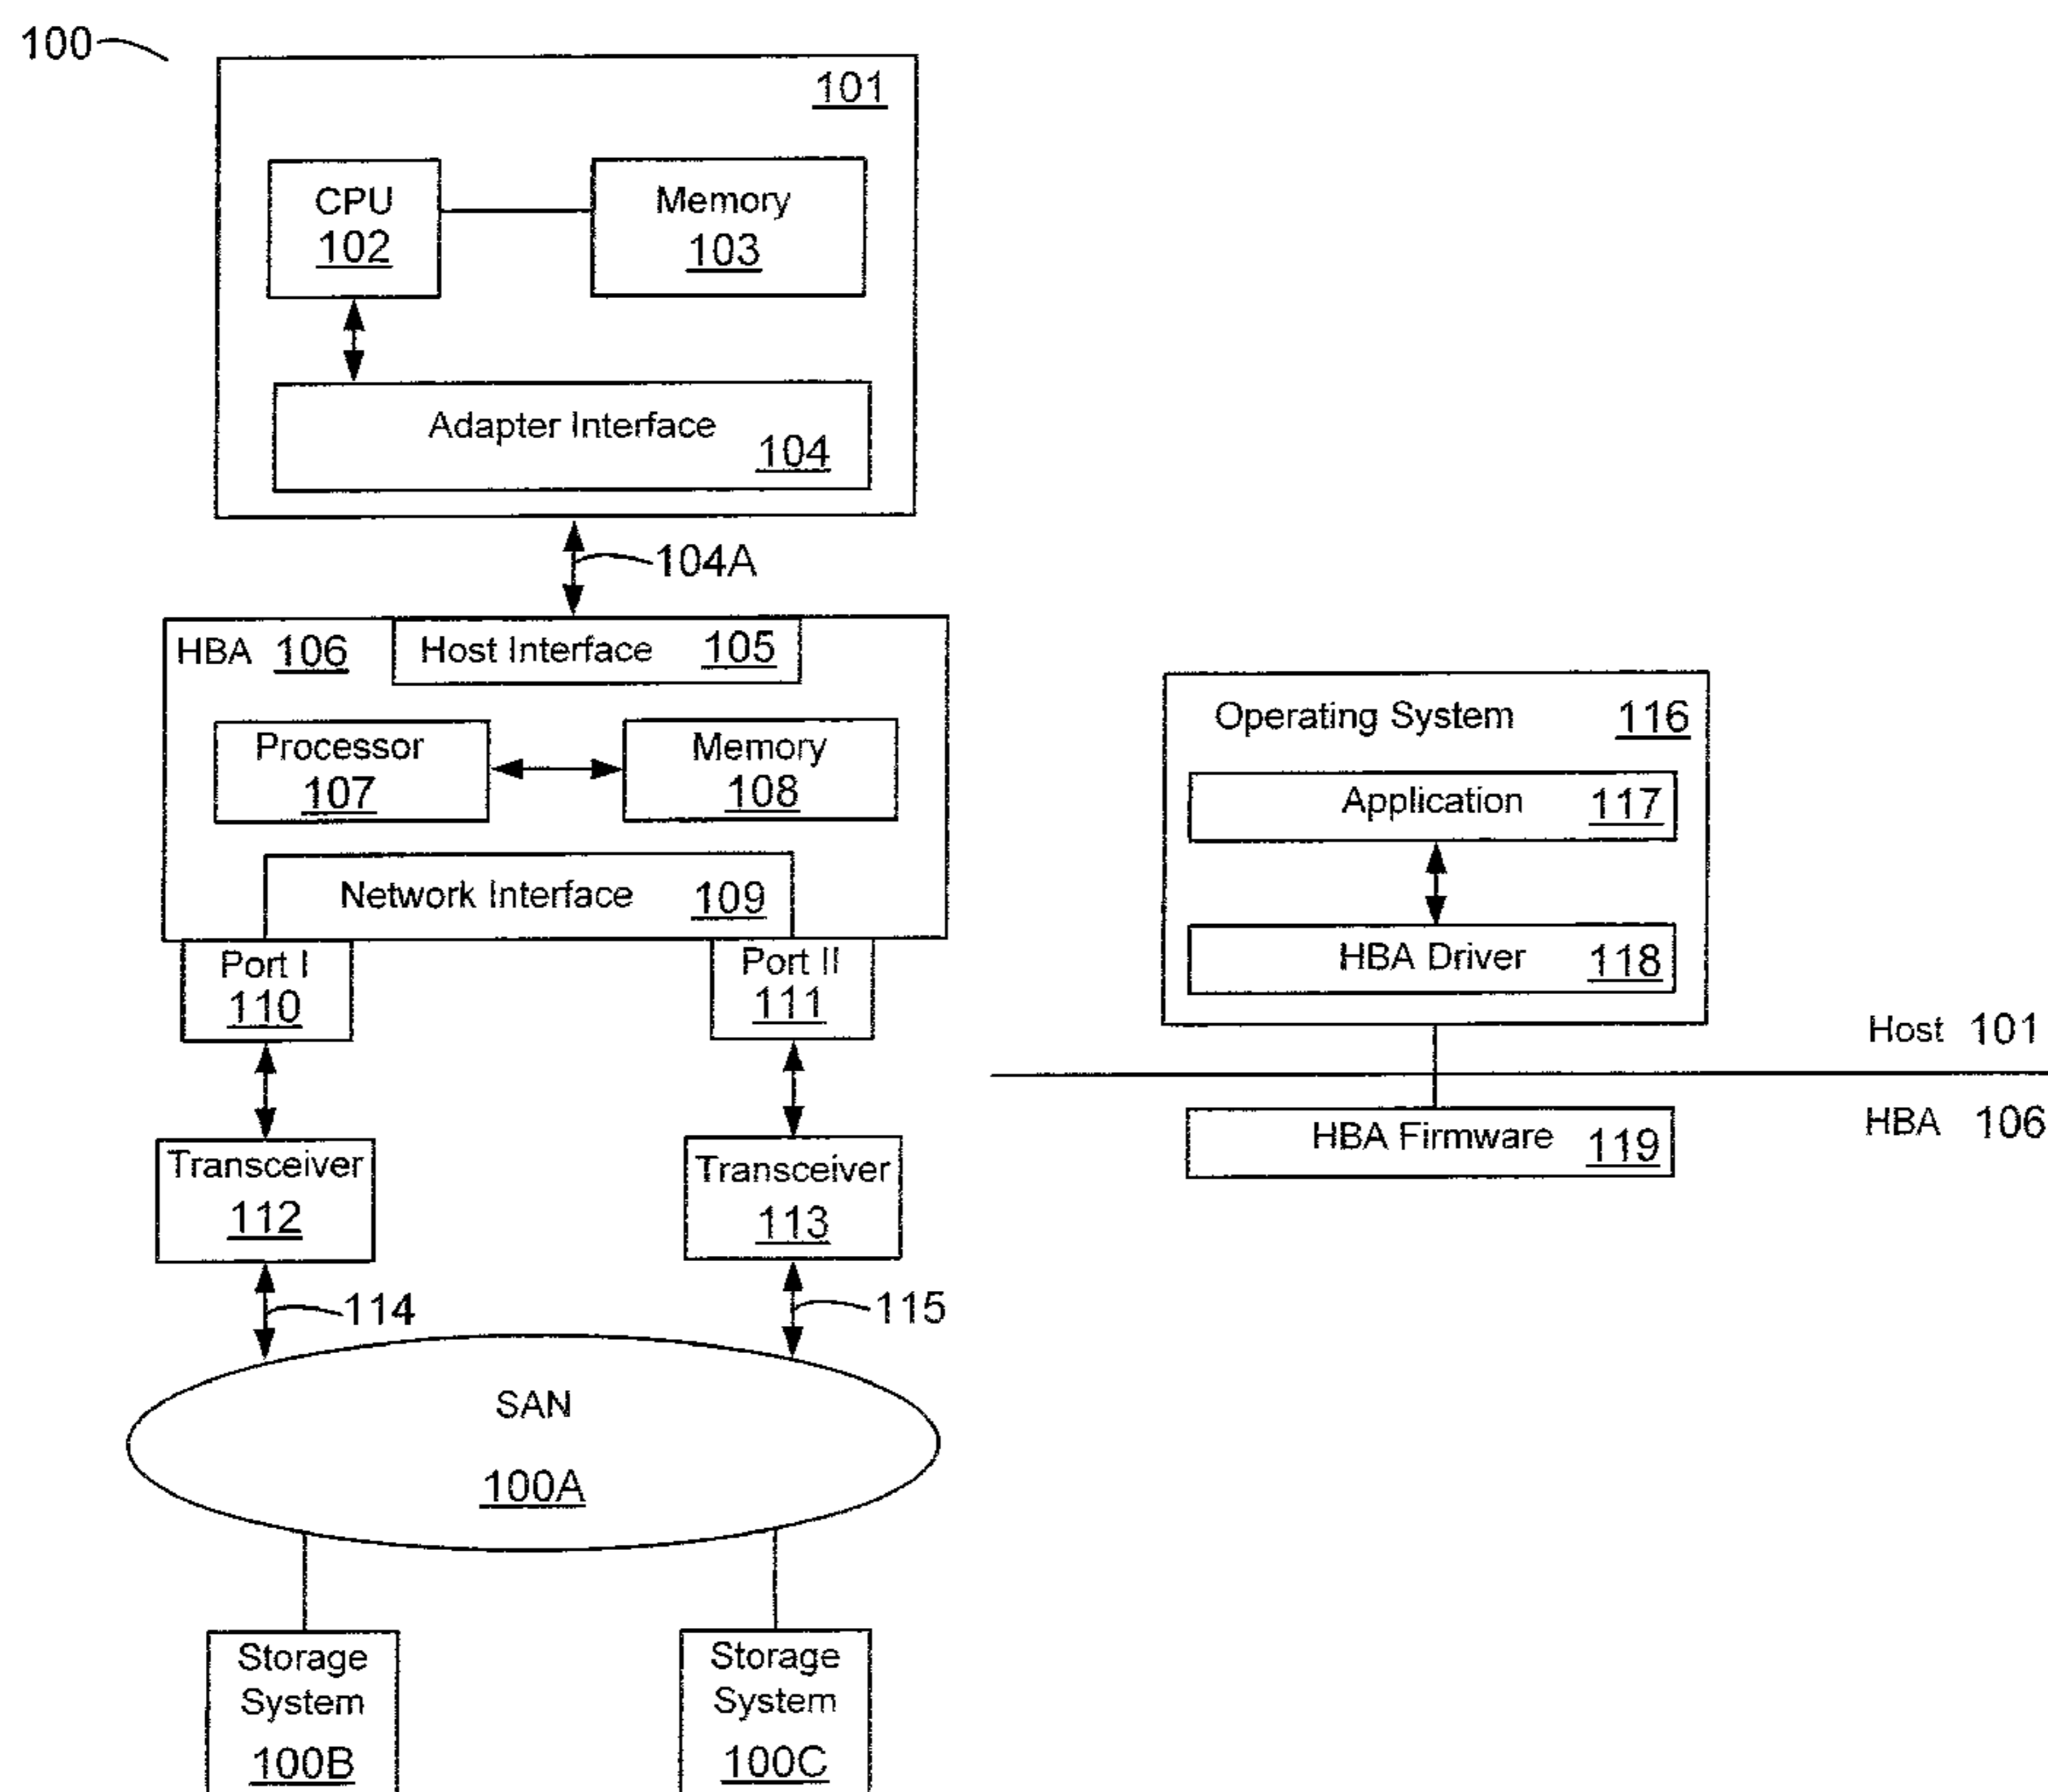 100
101
CPU
102
Memory
103
Adapter Interface
104
104A
HBA 106
Host Interface 105
Processor
107
Memory
108
Network Interface 109
Port I
110
Port II
111
Transceiver
112
Transceiver
113
114
115
SAN
100A
Storage
System
100B
Storage
System
100C
Operating System 116
Application 117
HBA Driver 118
Host 101
HBA 106
HBA Firmware 119